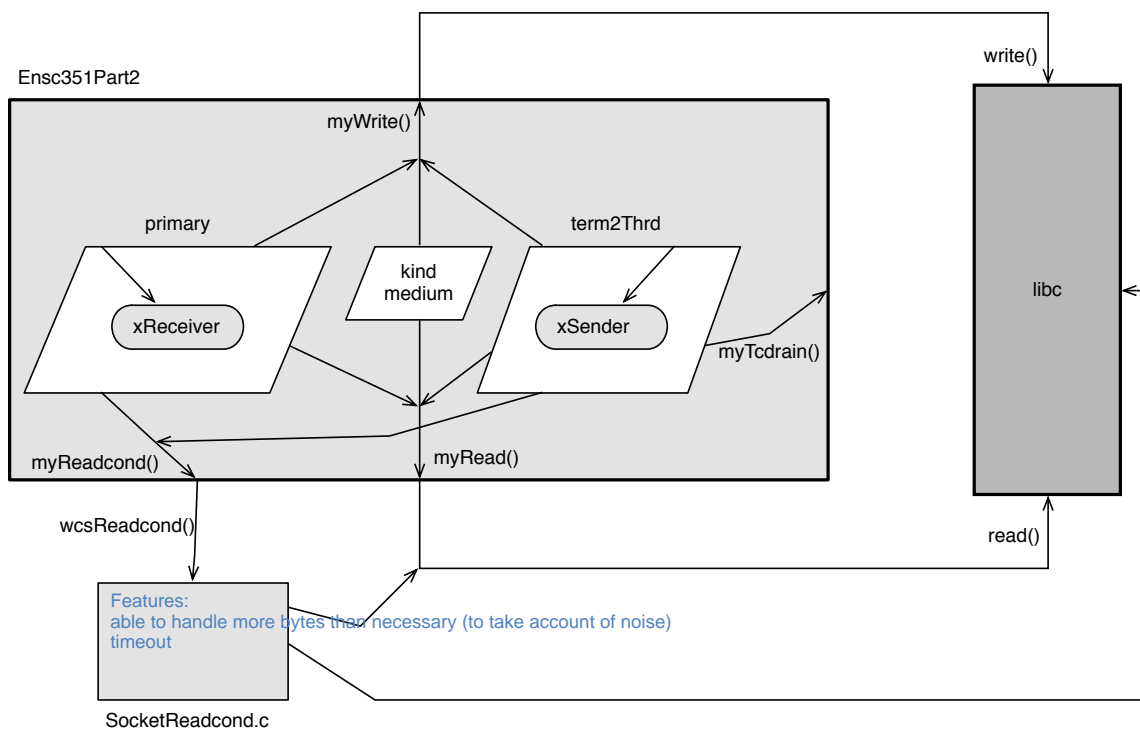 write()
Ensc351Part2
myWrite()
primary
term2Thrd
kind
medium
libc
xReceiver
xSender
myTcdrain()
myReadcond()
myRead()
wcsReadcond()
read()
Features:
able to handle more bytes than necessary (to take account of noise)
timeout
SocketReadcond.c